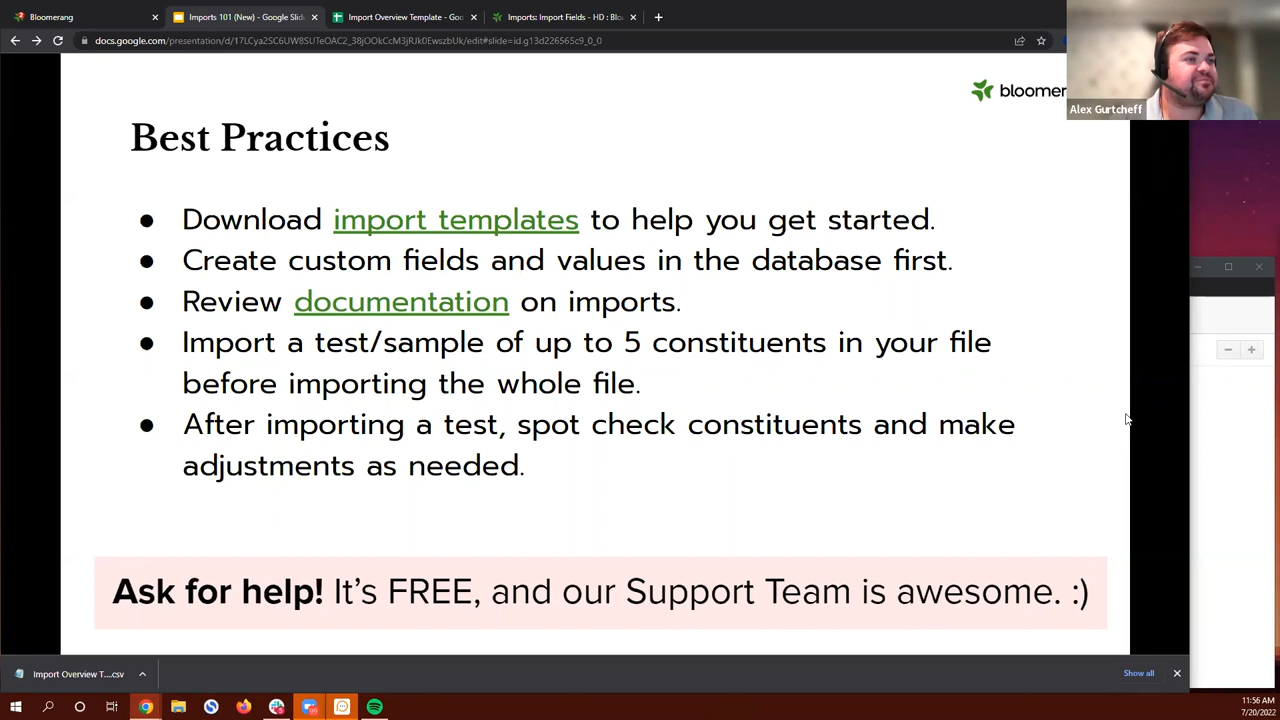 Bloomerang
Imports 101 (New) - Google Slid
Import Overview Template - Goo
Imports: Import Fields - HD : Bloo
docs.google.com/presentation/d/17LCya2SC6UW8SUTeOAC2_38jOOkCcM3jRJk0EwszbUk/edit#slide=id.g13d226565c9_0_0
Alex Gurtcheff
bloomer
Best Practices
● Download import templates to help you get started.
● Create custom fields and values in the database first.
● Review documentation on imports.
● Import a test/sample of up to 5 constituents in your file
before importing the whole file.
● After importing a test, spot check constituents and make
adjustments as needed.
Ask for help! It's FREE, and our Support Team is awesome. :)
Import Overview T....csv
Show all
11:56 AM
7/20/2022